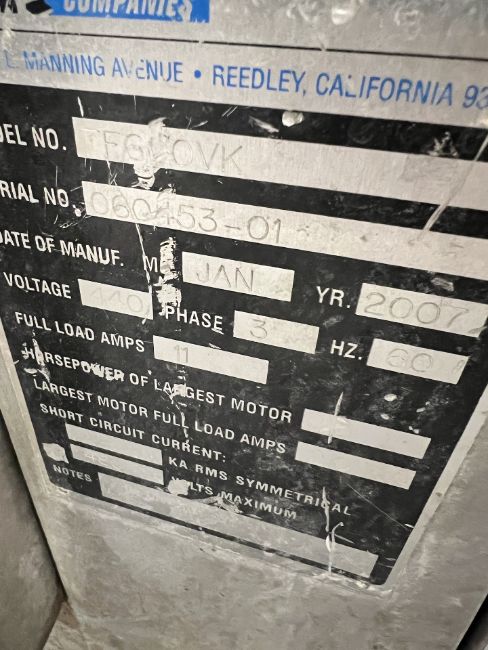 COMPANIES
MANNING AVENUE • REEDLEY, CALIFORNIA 93
DEL NO.
RIAL NO. 060453-01
DATE OF MANUF. M JAN YR. 2007
VOLTAGE PHASE 3 HZ. 60
FULL LOAD AMPS 11
HORSEPOWER OF LARGEST MOTOR
LARGEST MOTOR FULL LOAD AMPS
SHORT CIRCUIT CURRENT:
KA RMS SYMMETRICAL
VOLTS MAXIMUM
NOTES